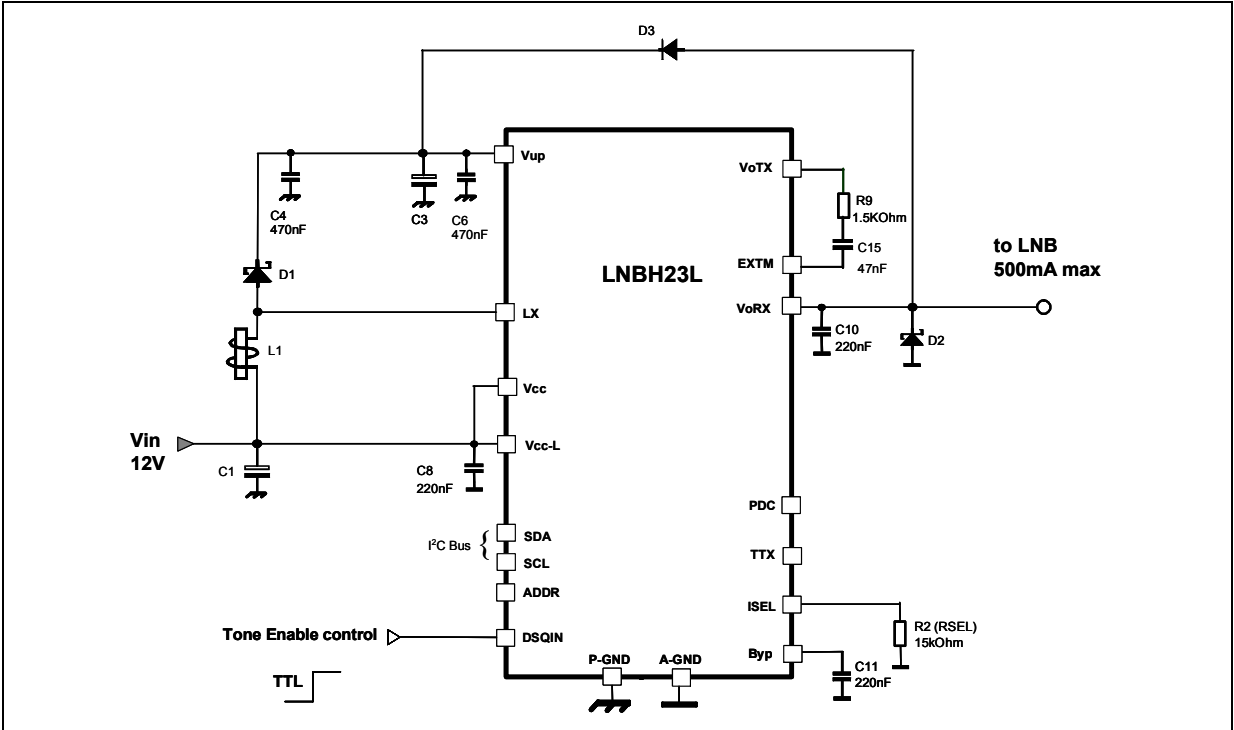 D3
Vup
VoTX
C4
470nF
C3
C6
470nF
R9
1.5KOhm
C15
47nF
D1
LNBH23L
EXTM
to LNB
500mA max
LX
VoRX
C10
220nF
D2
L1
Vcc
Vin
12V
Vcc-L
C1
C8
220nF
PDC
I²C Bus {
SDA
SCL
TTX
ADDR
ISEL
R2 (RSEL)
15kOhm
Tone Enable control
DSQIN
Byp
P-GND
A-GND
C11
220nF
TTL